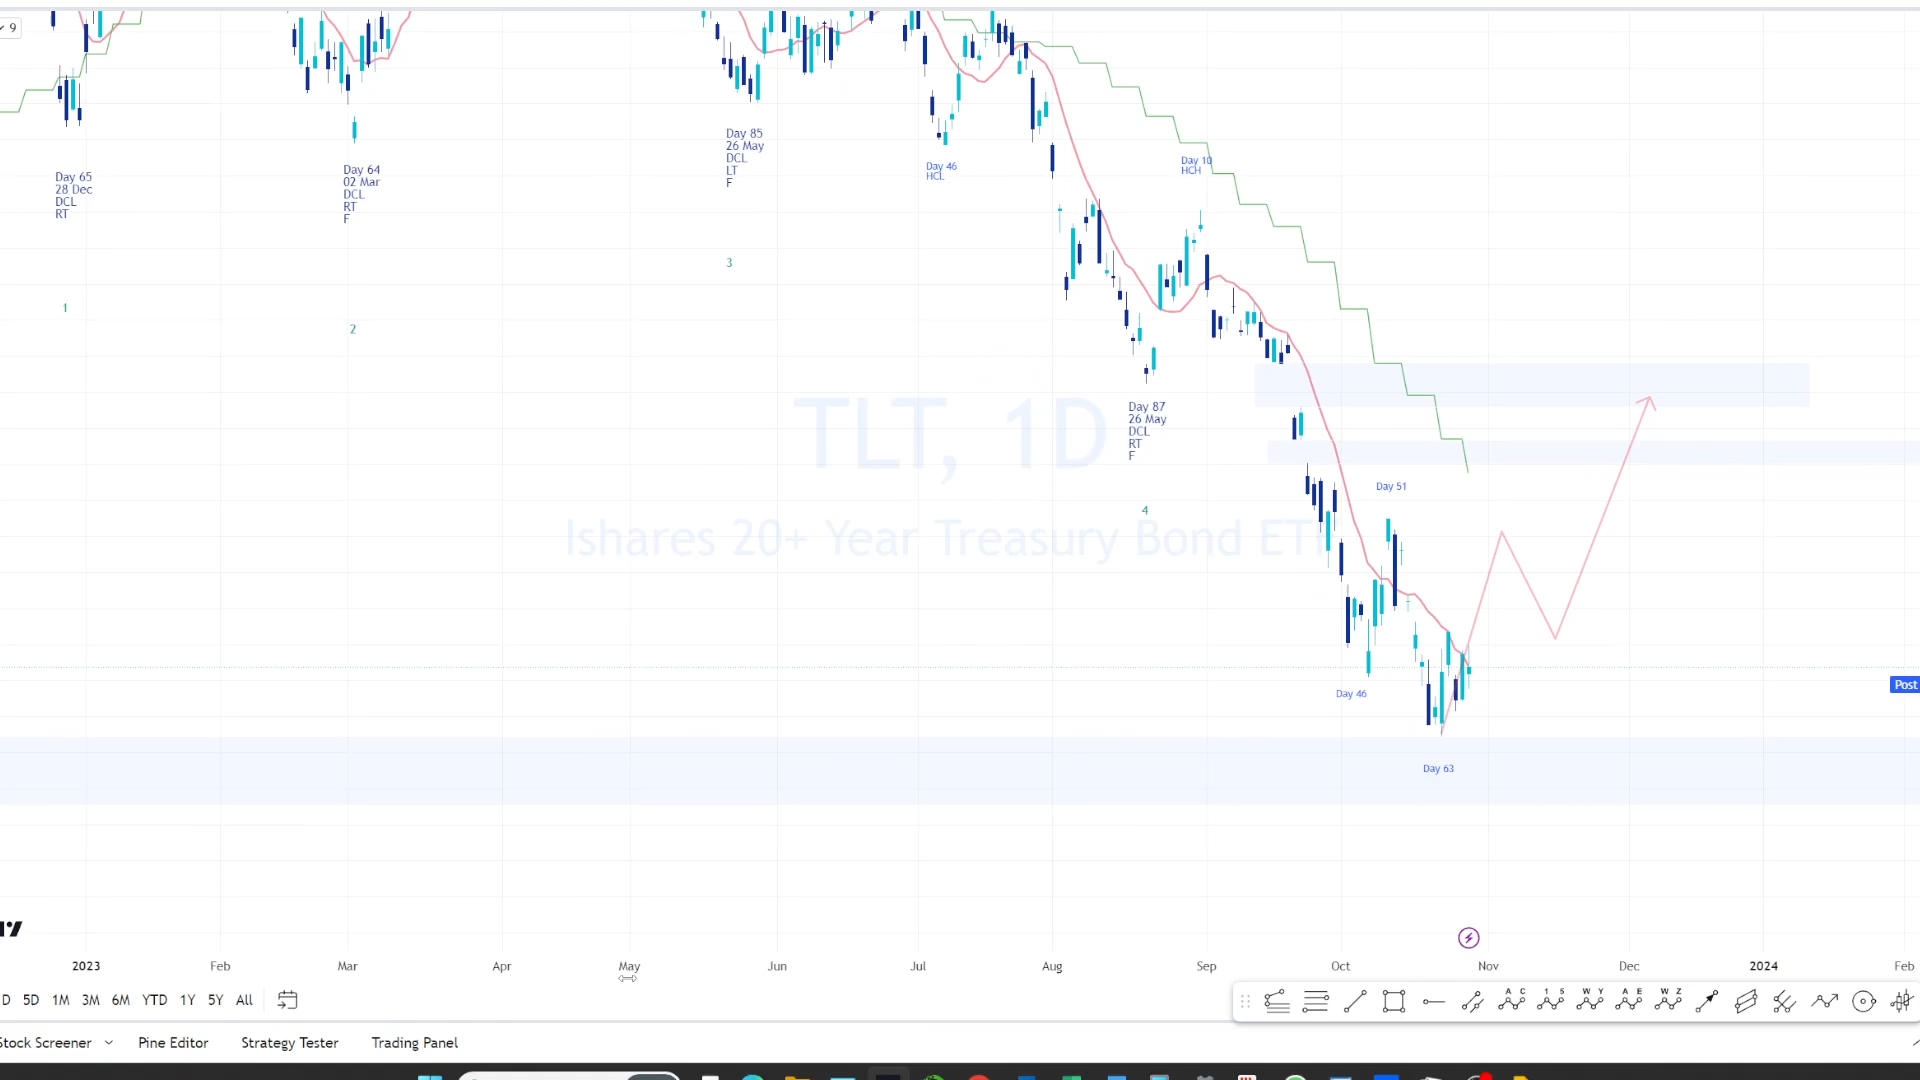 9
Day 65
28 Dec
DCL
RT
1
Day 64
02 Mar
DCL
RT
F
2
Day 85
26 May
DCL
LT
F
3
Day 46
HCL
Day 10
HCH
Day 87
26 May
DCL
RT
F
4
TLT, 1D
Ishares 20+ Year Treasury Bond ET
Day 51
Day 46
Day 63
Post
2023 Feb Mar Apr May Jun Jul Aug Sep Oct Nov Dec 2024 Feb
D 5D 1M 3M 6M YTD 1Y 5Y All
A C 1 5 W Y A E W Z
Stock Screener Pine Editor Strategy Tester Trading Panel